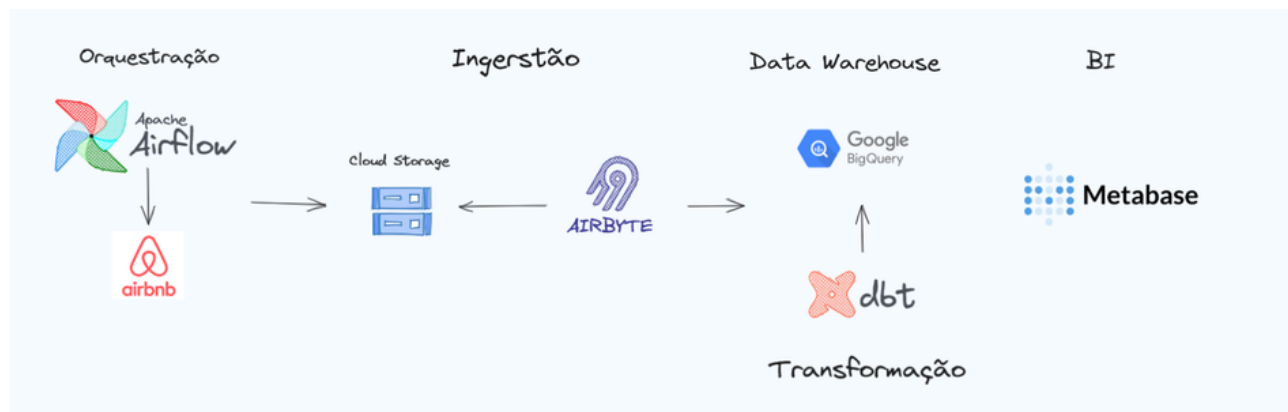 Orquestração
Ingerstão
Data Warehouse
BI
Apache
Airflow
Cloud Storage
AIRBYTE
Google
BigQuery
Metabase
airbnb
dbt
Transformação